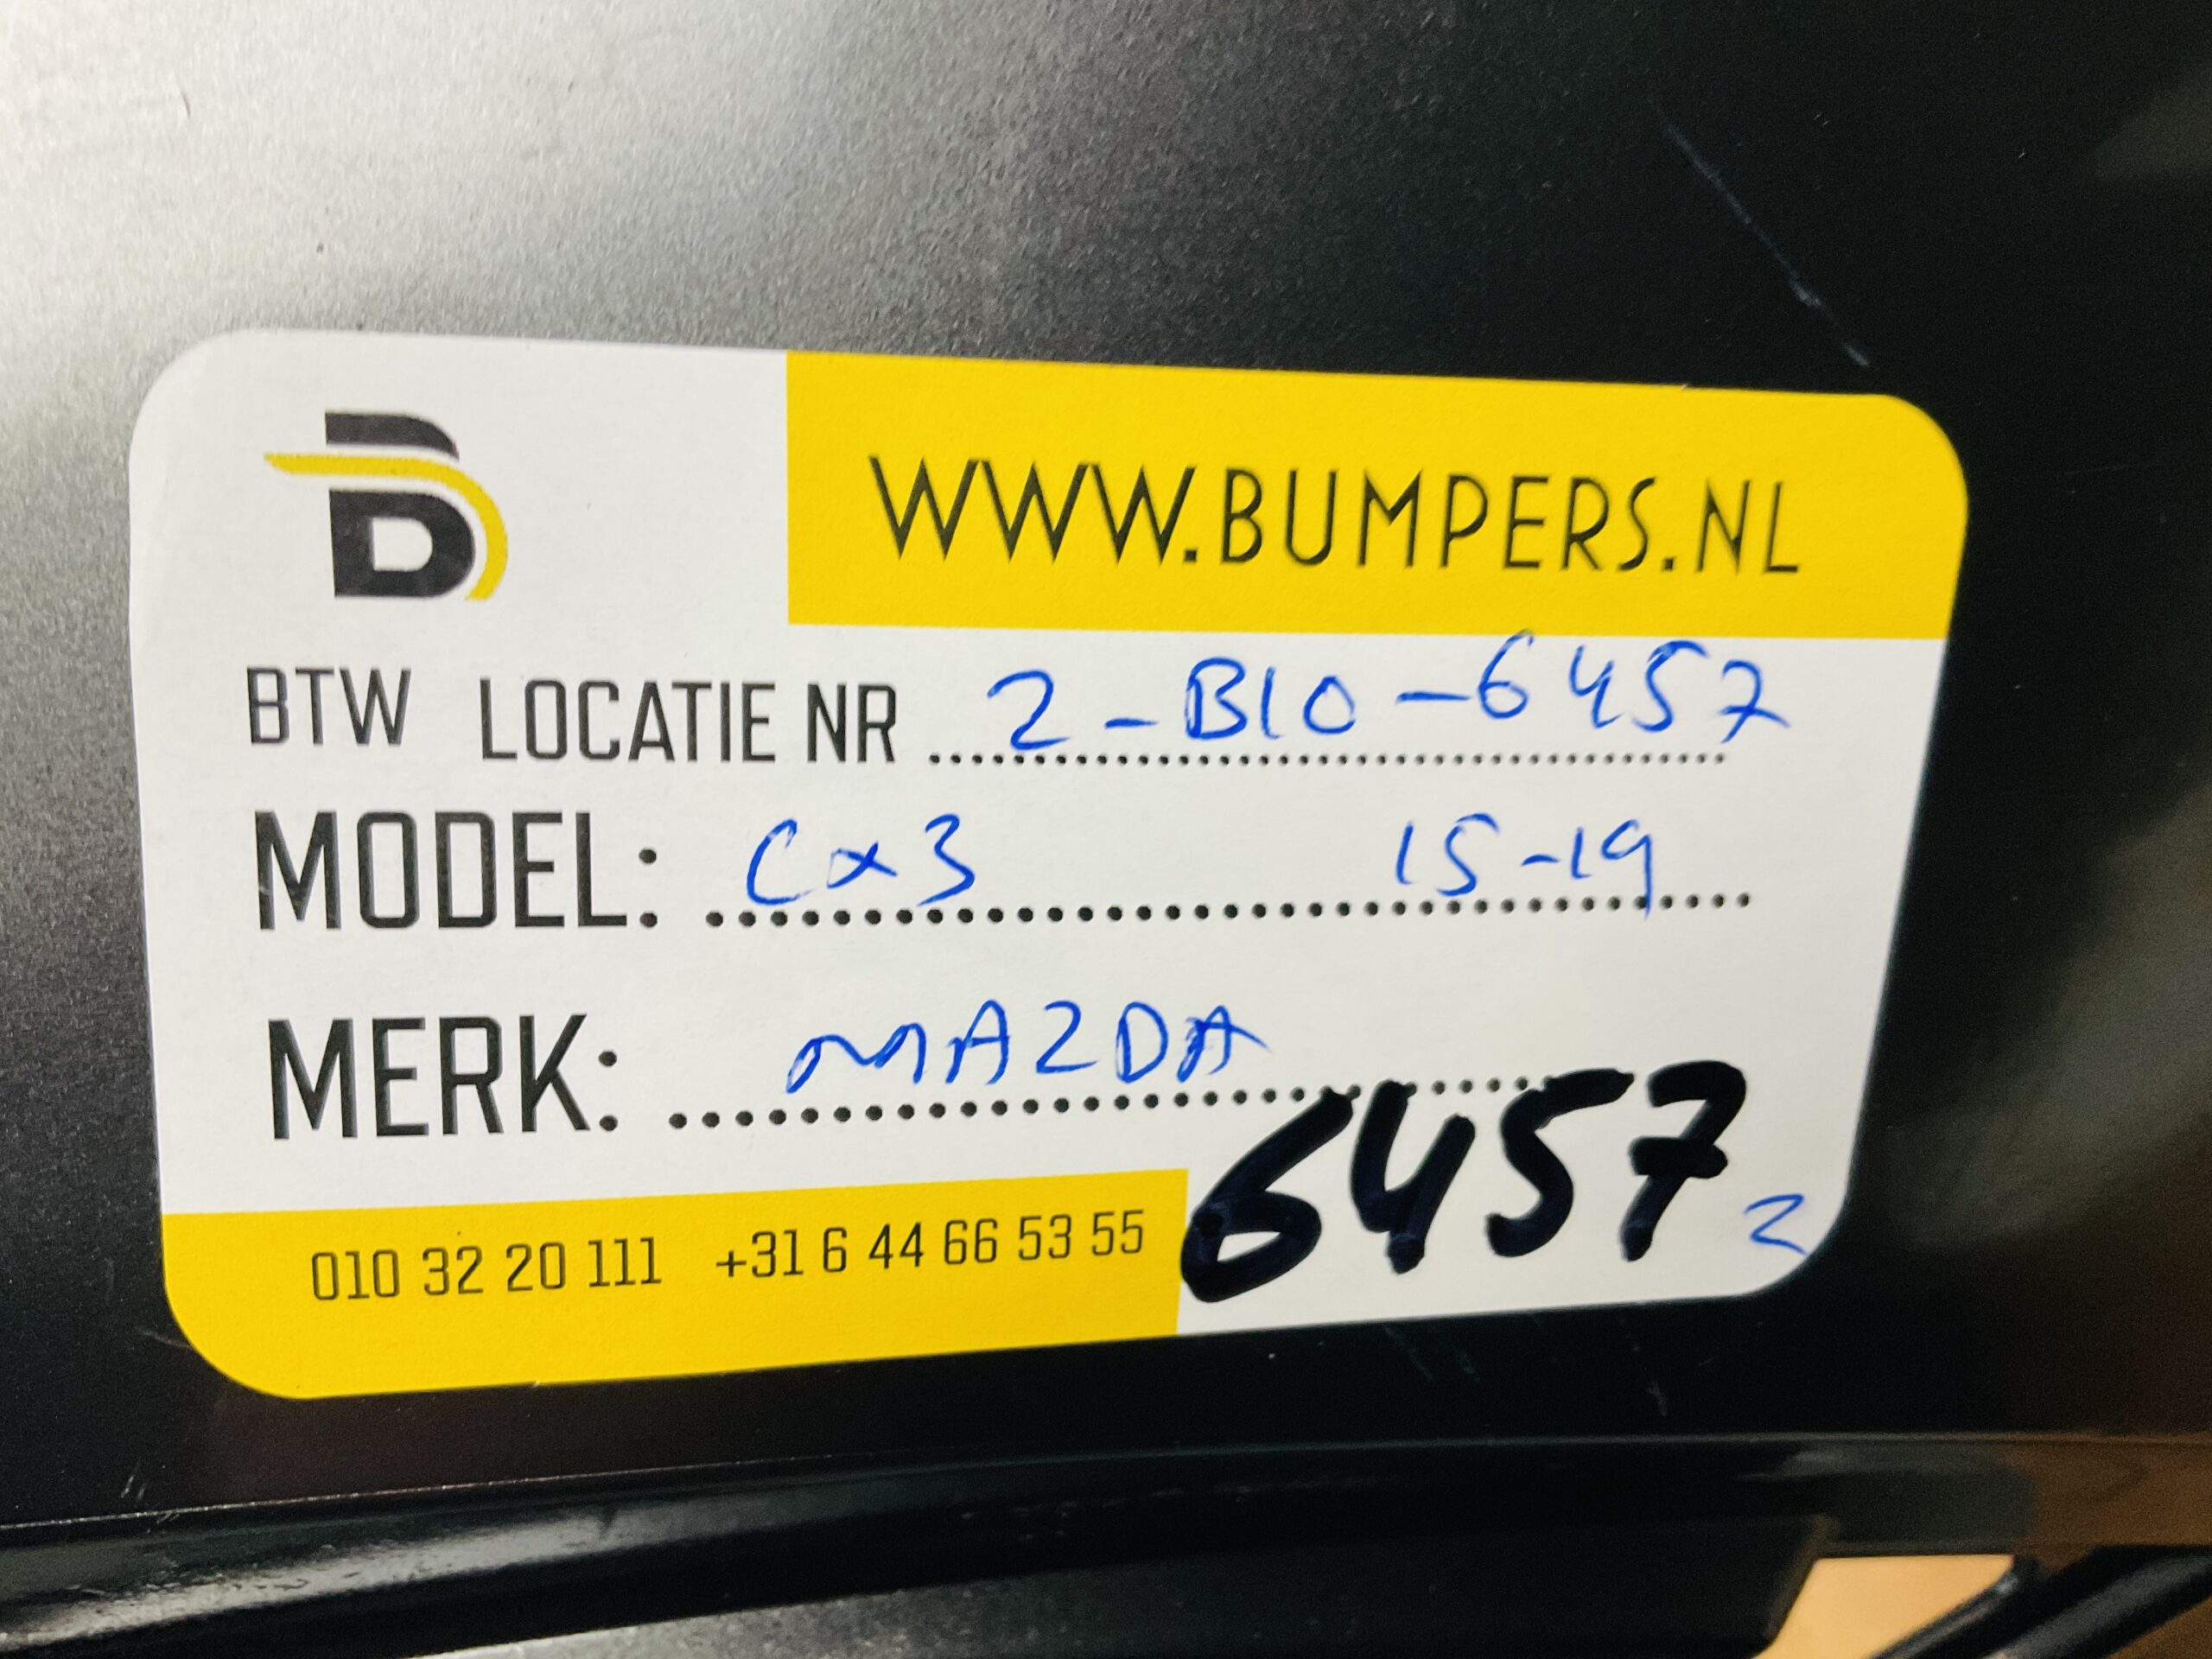 B
WWW.BUMPERS.NL
BTW LOCATIE NR 2-B10-6457
MODEL: Cx3 15-19
MERK: MAZDA
6457 2
010 32 20 111 +31 6 44 66 53 55